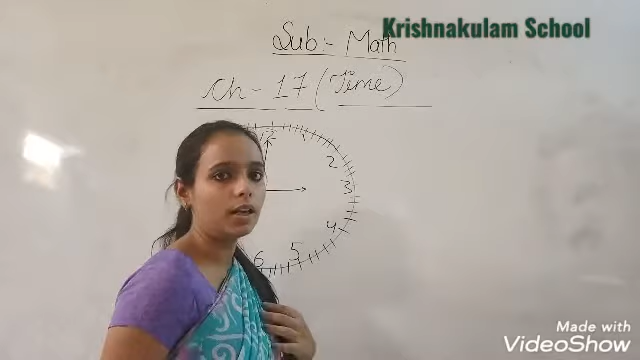 Krishnakulam School
Sub:- Math
Ch - 17 (Time)
12
2
3
4
5
6
Made with
VideoShow